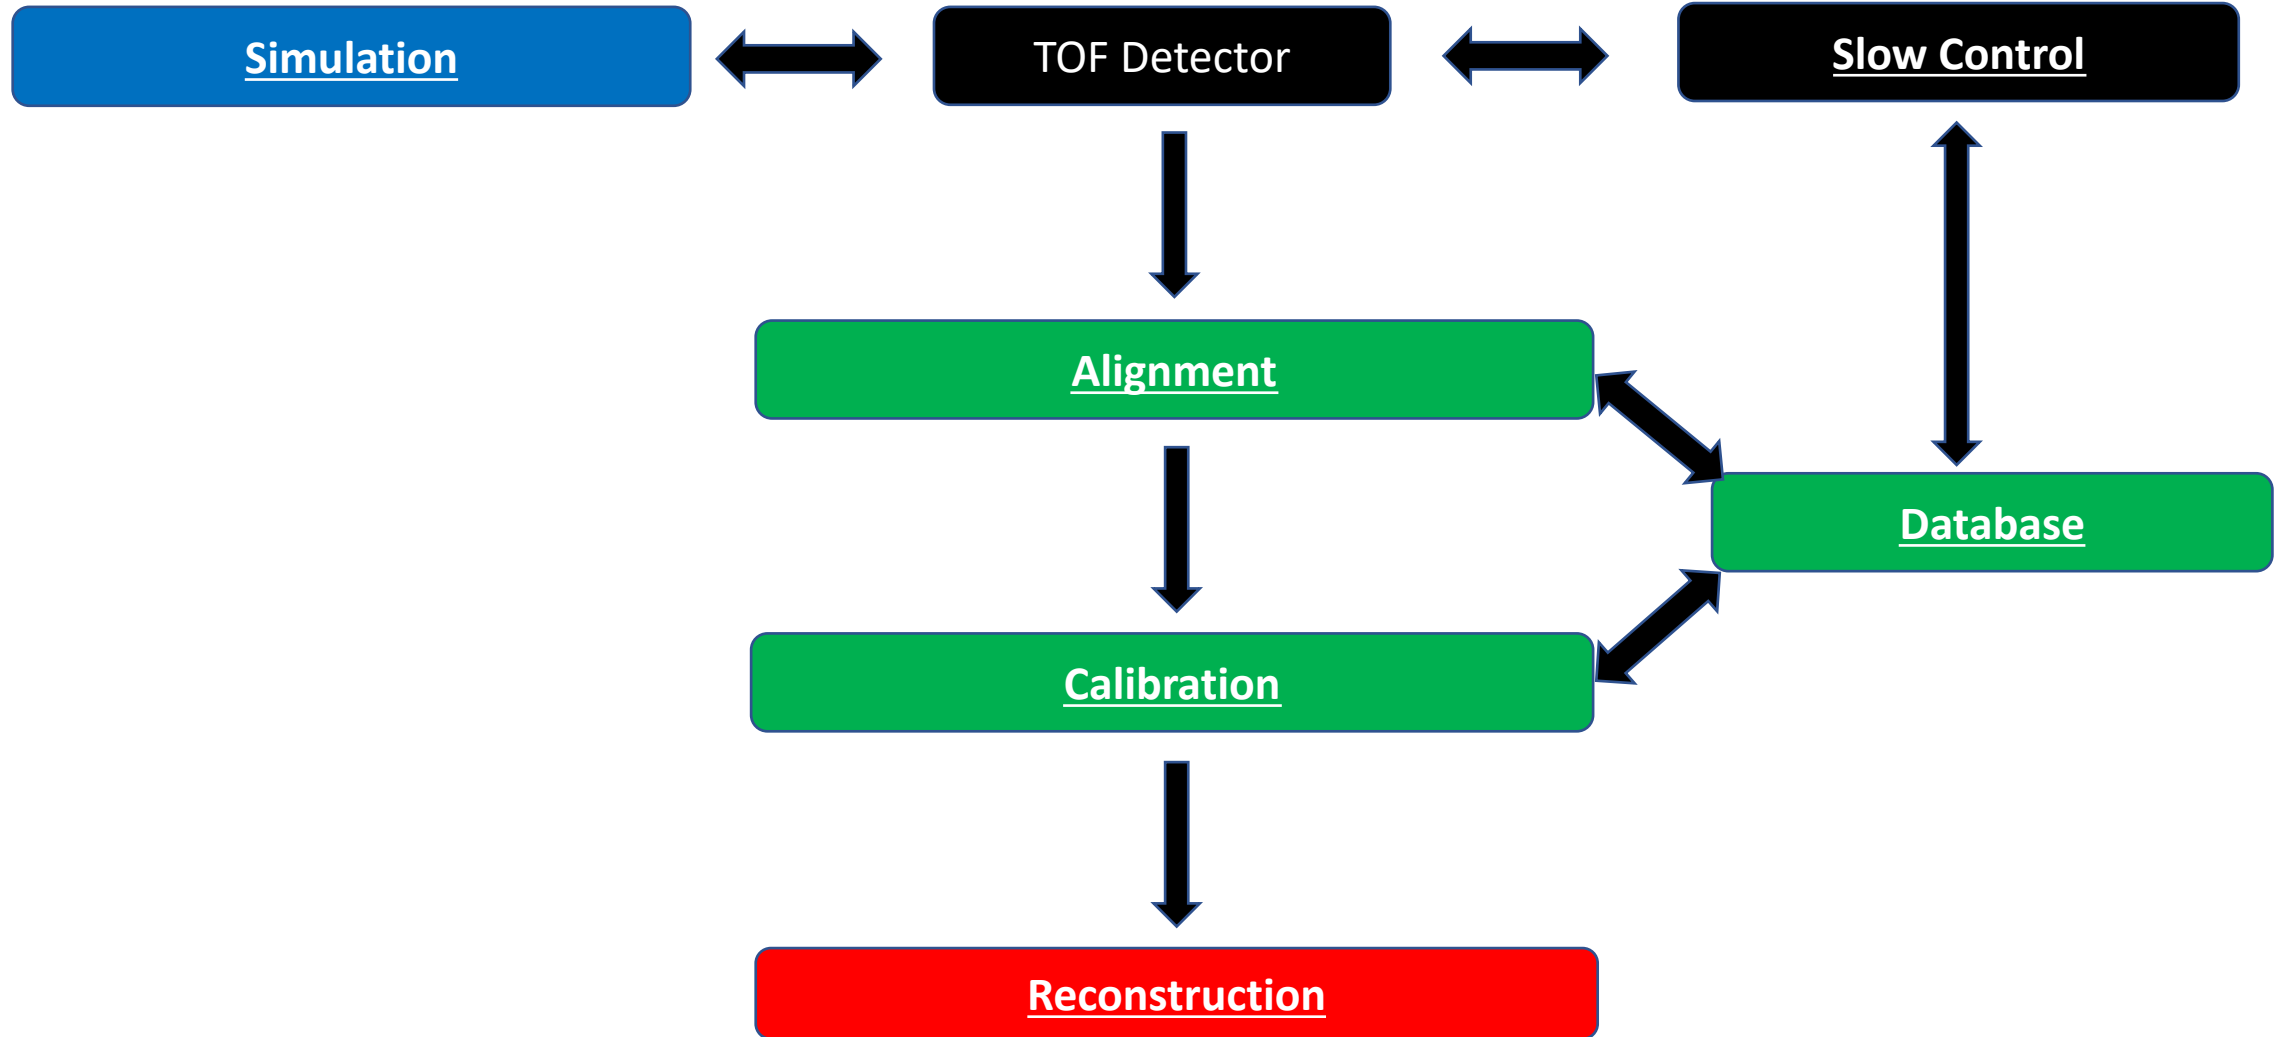 Simulation
TOF Detector
Slow Control
Alignment
Database
Calibration
Reconstruction